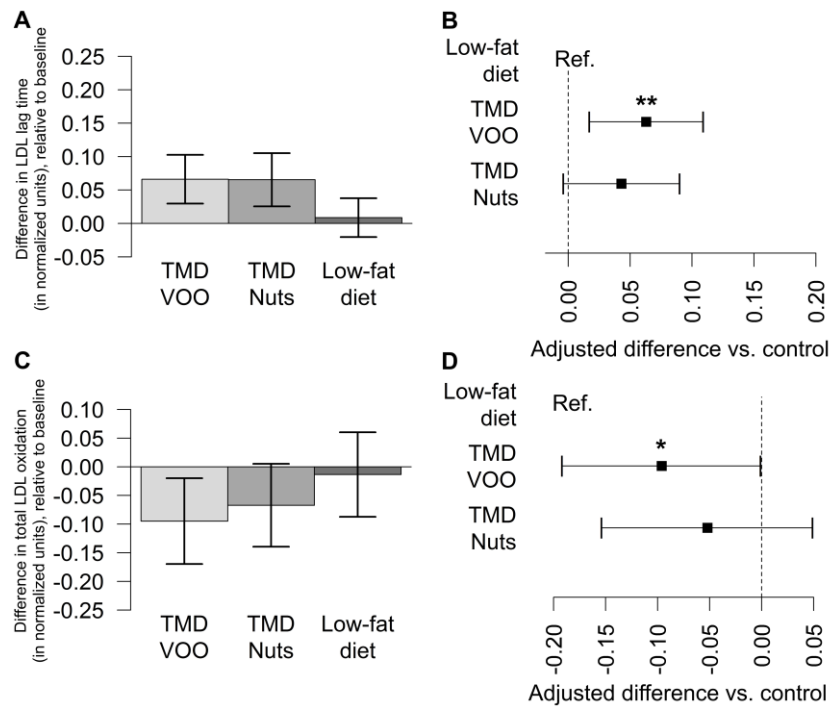 A
Difference in LDL lag time
(in normalized units), relative to baseline
0.25
0.20
0.15
0.10
0.05
0.00
-0.05
TMD
VOO
TMD
Nuts
Low-fat
diet
B
Low-fat
diet
Ref.
TMD
VOO
**
TMD
Nuts
0.00
0.05
0.10
0.15
0.20
Adjusted difference vs. control
C
Difference in total LDL oxidation
(in normalized units), relative to baseline
0.10
0.05
0.00
-0.05
-0.10
-0.15
-0.20
-0.25
TMD
VOO
TMD
Nuts
Low-fat
diet
D
Low-fat
diet
Ref.
TMD
VOO
*
TMD
Nuts
-0.20
-0.15
-0.10
-0.05
0.00
0.05
Adjusted difference vs. control